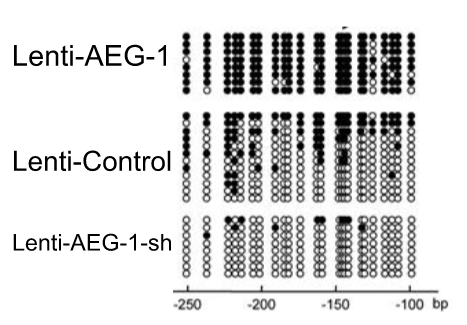 Lenti-AEG-1
Lenti-Control
Lenti-AEG-1-sh
-250 -200 -150 -100 bp